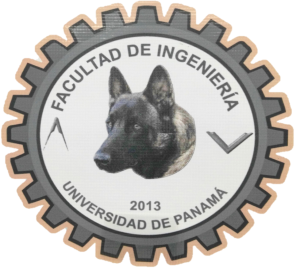 FACULTAD DE INGENIERÍA
2013
UNIVERSIDAD DE PANAMÁ